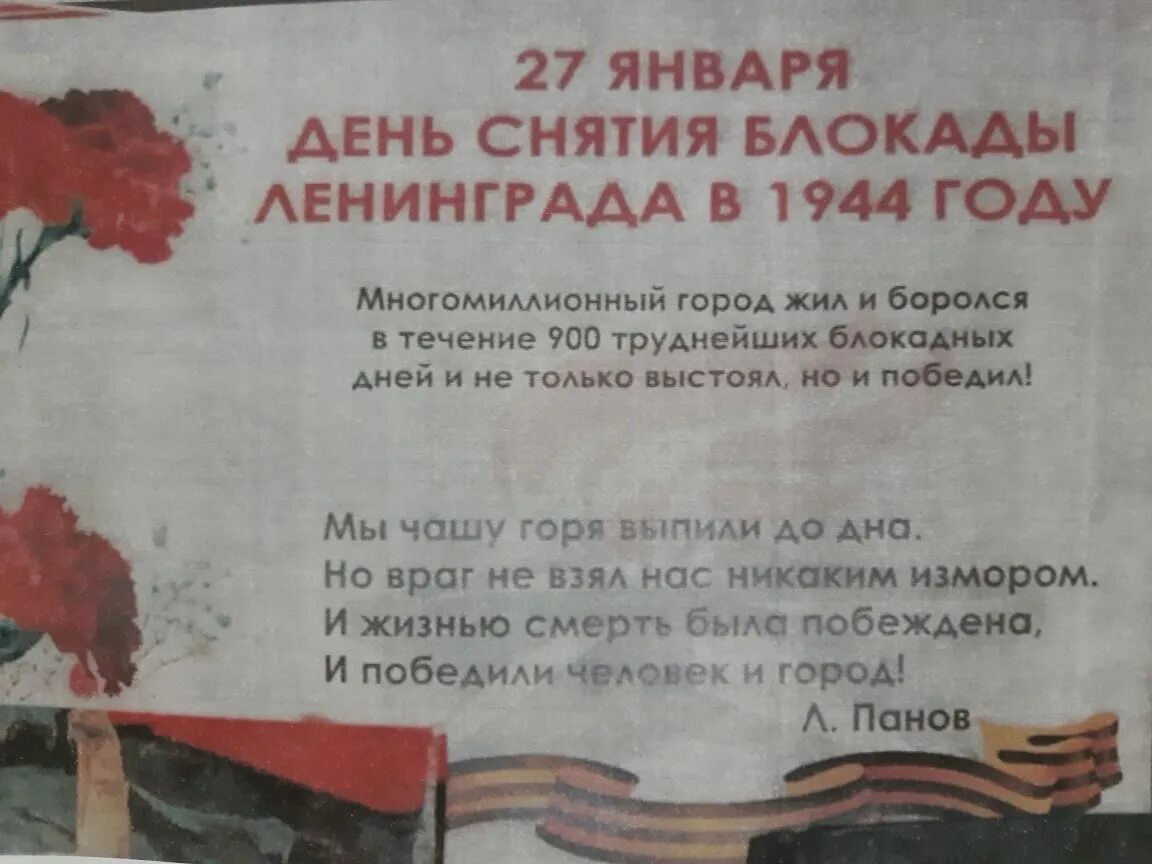 27 ЯНВАРЯ
ДЕНЬ СНЯТИЯ БЛОКАДЫ
ЛЕНИНГРАДА В 1944 ГОДУ
Многомиллионный город жил и боролся
в течение 900 труднейших блокадных
дней и не только выстоял, но и победил!
Мы чашу горя выпили до дна.
Но враг не взял нас никаким измором.
И жизнью смерть была побеждена,
И победили человек и город!
Л. Панов